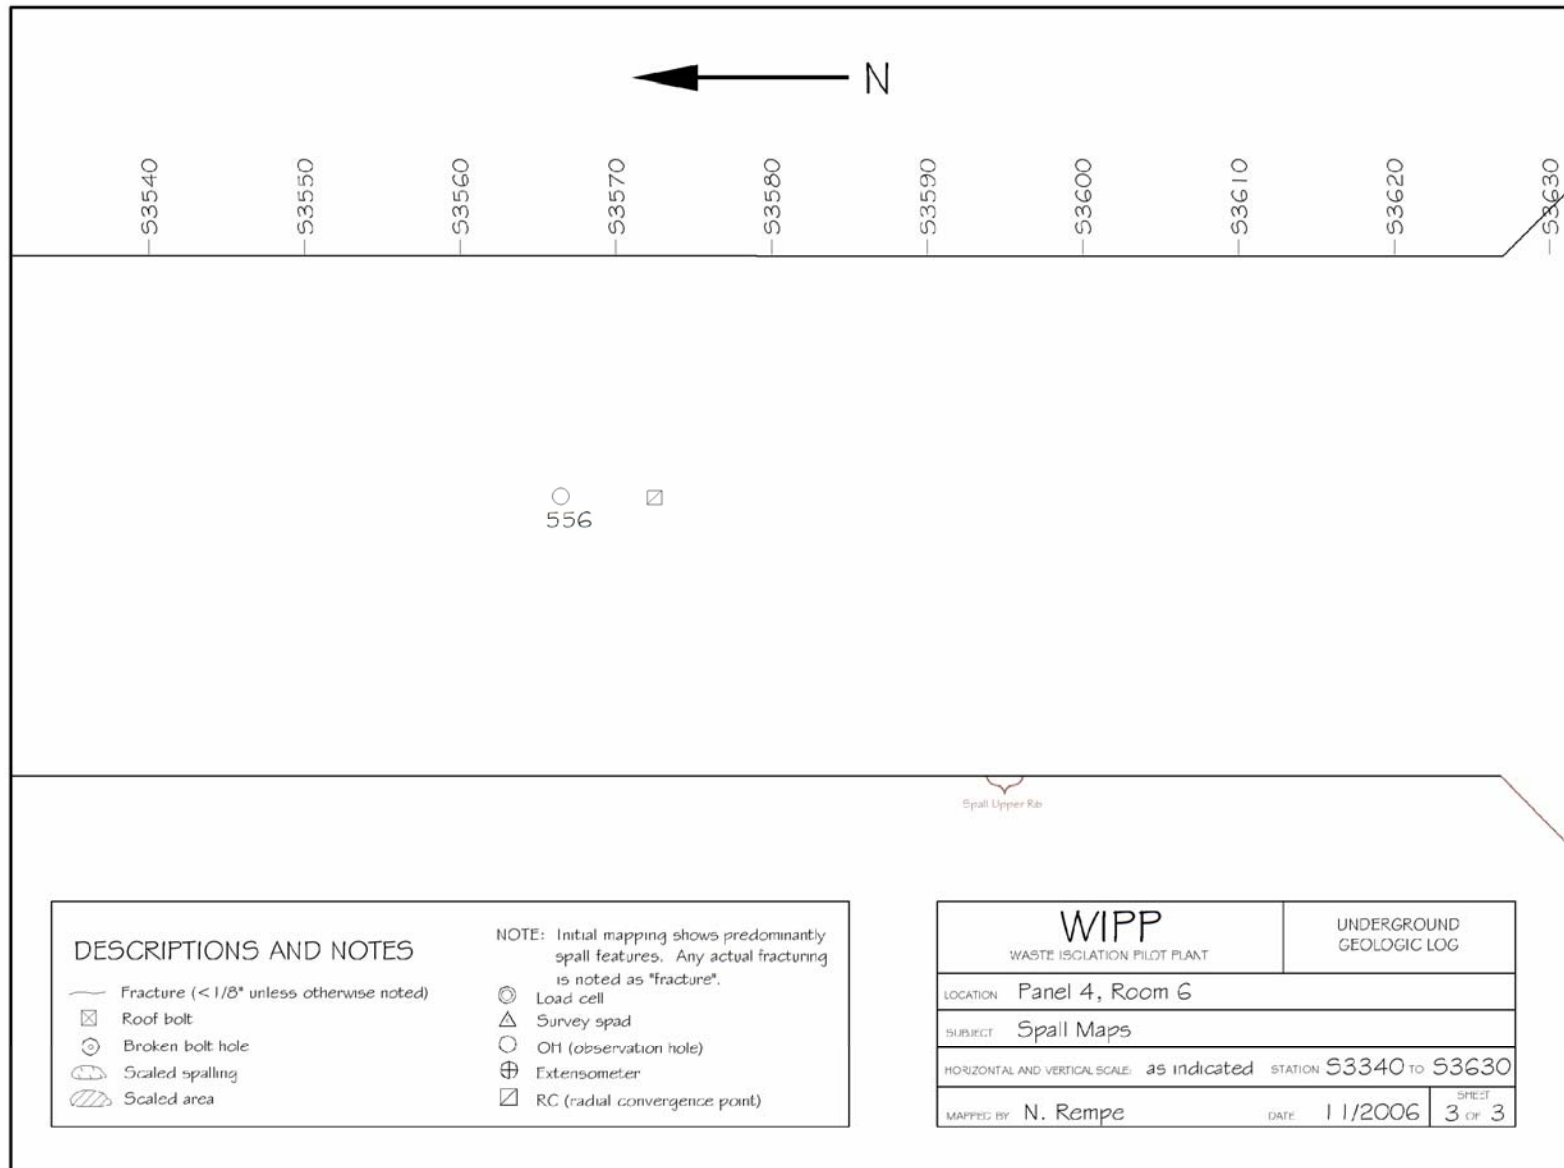 N
S3540
S3550
S3560
S3570
S3580
S3590
S3600
S3610
S3620
S3630
556
Spall Upper Rib
DESCRIPTIONS AND NOTES
Fracture (<1/8" unless otherwise noted)
Roof bolt
Broken bolt hole
Scaled spalling
Scaled area
NOTE: Initial mapping shows predominantly
spall features. Any actual fracturing
is noted as "fracture".
Load cell
Survey spad
OH (observation hole)
Extensometer
RC (radial convergence point)
WIPP
WASTE ISOLATION PILOT PLANT
UNDERGROUND
GEOLOGIC LOG
LOCATION Panel 4, Room 6
SUBJECT Spall Maps
HORIZONTAL AND VERTICAL SCALE: as indicated STATION S3340 TO S3630
MAPPED BY N. Rempe DATE 11/2006 SHEET 3 OF 3